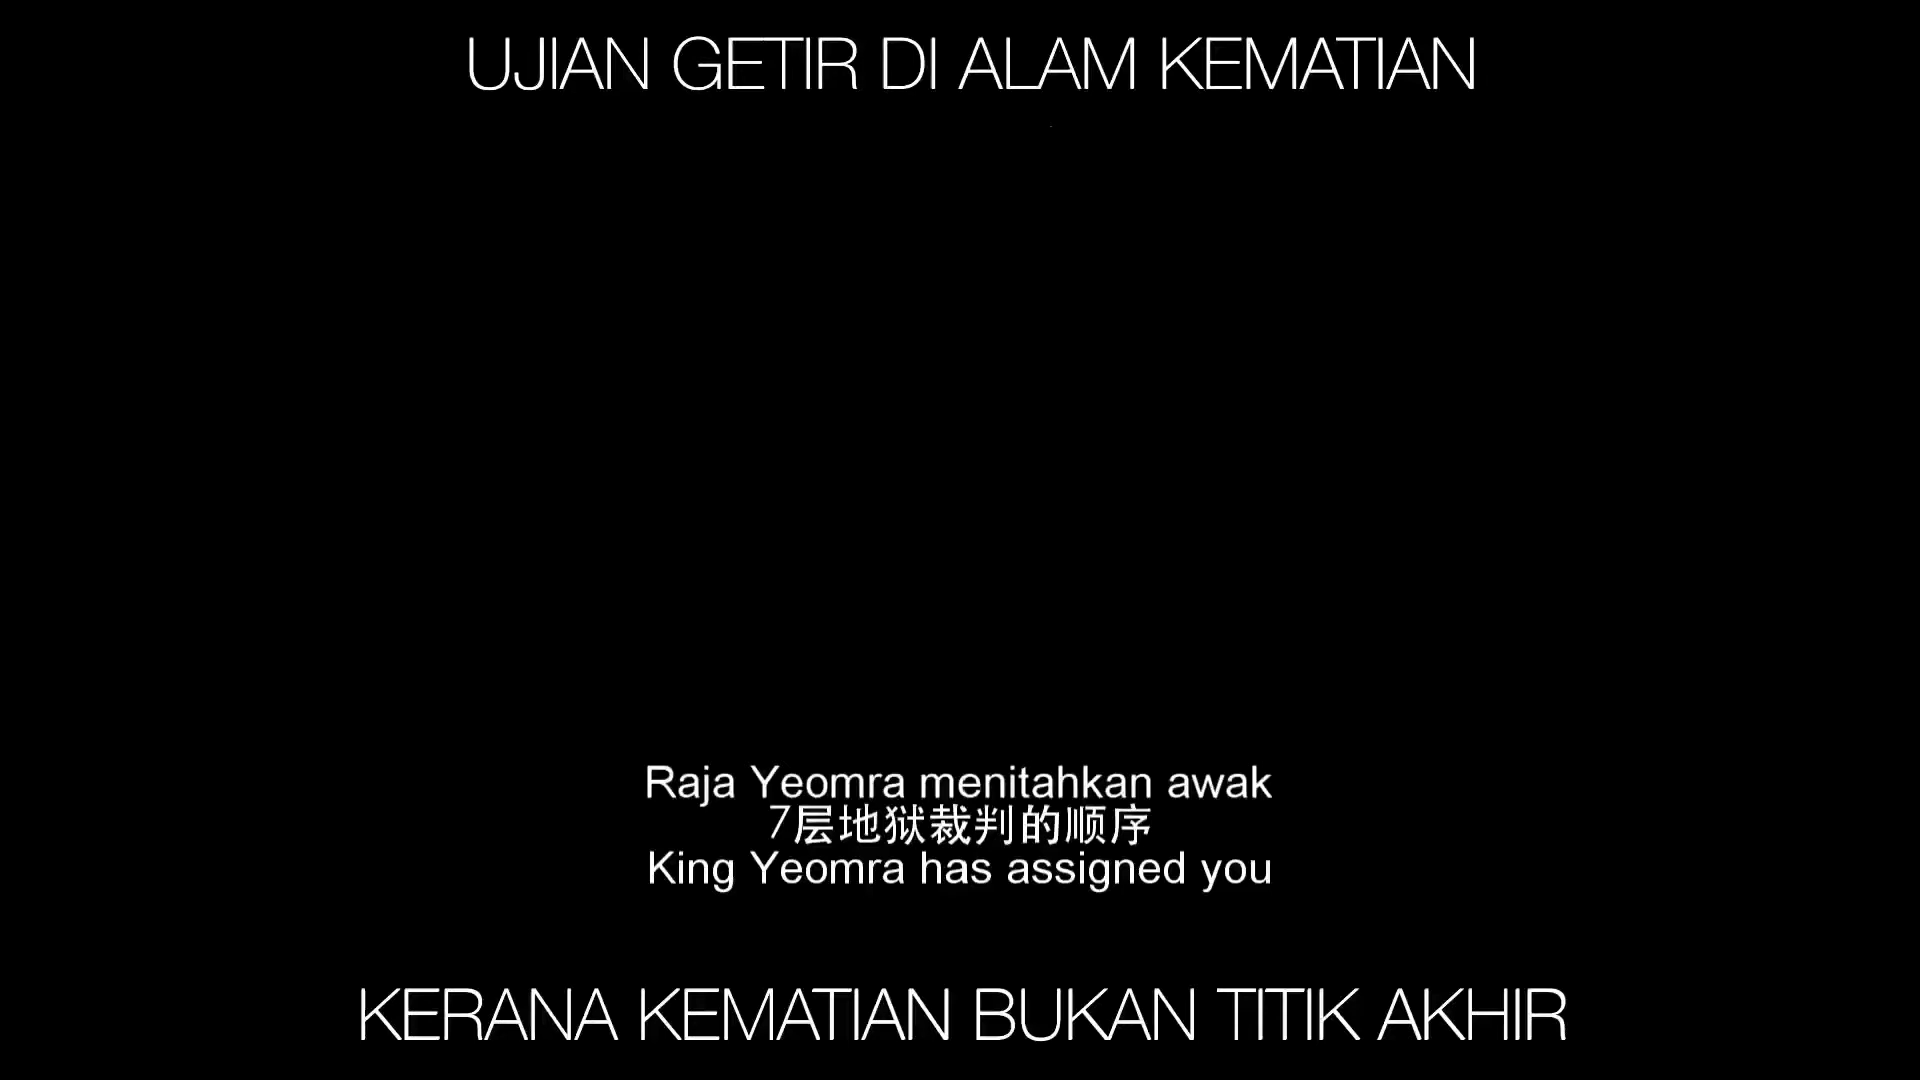 UJIAN GETIR DI ALAM KEMATIAN
Raja Yeomra menitahkan awak
7层地狱裁判的顺序
King Yeomra has assigned you
KERANA KEMATIAN BUKAN TITIK AKHIR